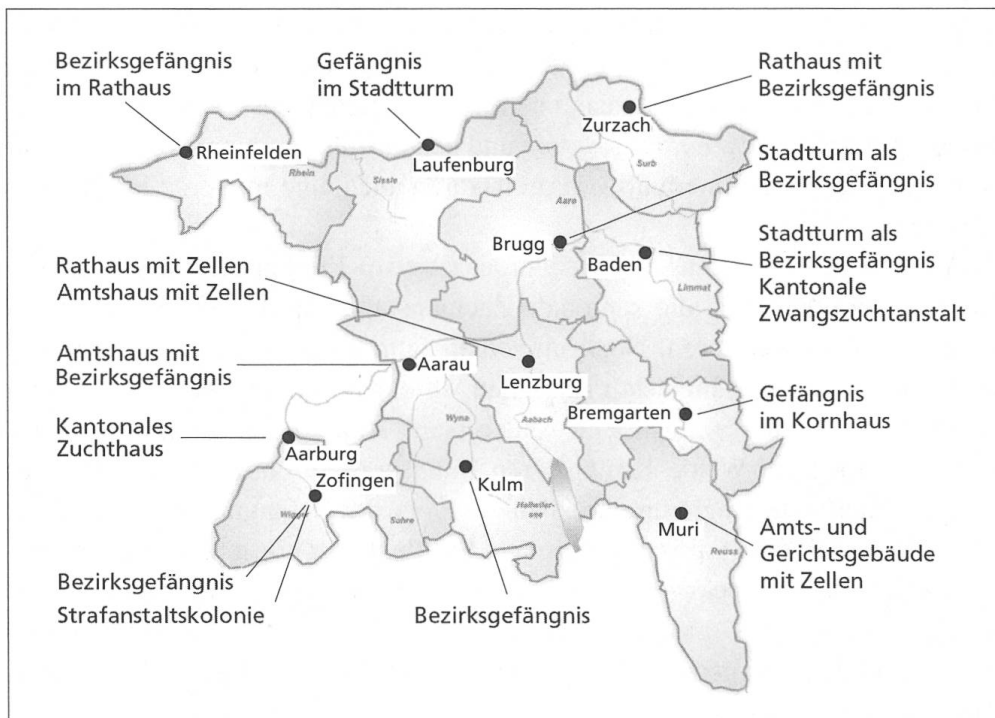 Bezirksgefängnis
im Rathaus
Gefängnis
im Stadtturm
Rathaus mit
Bezirksgefängnis
Zurzach
Rheinfelden
Laufenburg
Rhein
Sissle
Surb
Stadtturm als
Bezirksgefängnis
Aare
Brugg
Baden
Stadtturm als
Bezirksgefängnis
Kantonale
Zwangszuchtanstalt
Limmat
Rathaus mit Zellen
Amtshaus mit Zellen
Amtshaus mit
Bezirksgefängnis
Aarau
Lenzburg
Bremgarten
Gefängnis
im Kornhaus
Wyna
Aabach
Kantonales
Zuchthaus
Aarburg
Zofingen
Kulm
Wigger
Suhre
Hallwiler-
see
Muri
Reuss
Amts- und
Gerichtsgebäude
mit Zellen
Bezirksgefängnis
Strafanstaltskolonie
Bezirksgefängnis